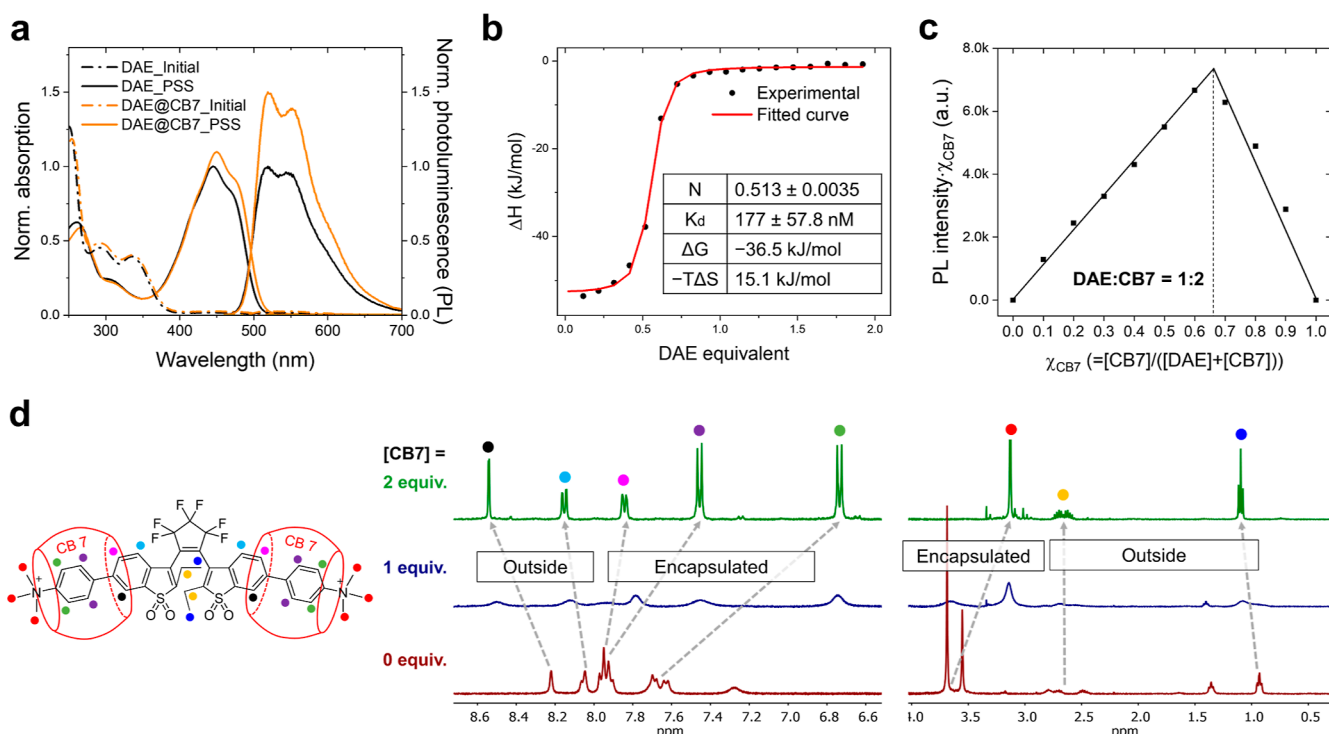 a
DAE_Initial
DAE_PSS
DAE@CB7_Initial
DAE@CB7_PSS
Norm. absorption
1.5
1.0
0.5
0.0
300 400 500 600 700
Wavelength (nm)
1.5
1.0
0.5
0.0
Norm. photoluminescence (PL)
b
ΔH (kJ/mol)
0
−20
−40
Experimental
Fitted curve
N 0.513 ± 0.0035
Kd 177 ± 57.8 nM
ΔG −36.5 kJ/mol
−TΔS 15.1 kJ/mol
0.0 0.5 1.0 1.5 2.0
DAE equivalent
c
PL intensity·χCB7 (a.u.)
8.0k
6.0k
4.0k
2.0k
0.0
DAE:CB7 = 1:2
0.0 0.1 0.2 0.3 0.4 0.5 0.6 0.7 0.8 0.9 1.0
χCB7 (=[CB7]/([DAE]+[CB7]))
d
F F
F F
F F
CB 7
CB 7
N+
N+
S S
O O O O
[CB7] =
2 equiv.
1 equiv.
0 equiv.
Outside
Encapsulated
Encapsulated
Outside
8.6 8.4 8.2 8.0 7.8 7.6 7.4 7.2 7.0 6.8 6.6
ppm
4.0 3.5 3.0 2.5 2.0 1.5 1.0 0.5
ppm